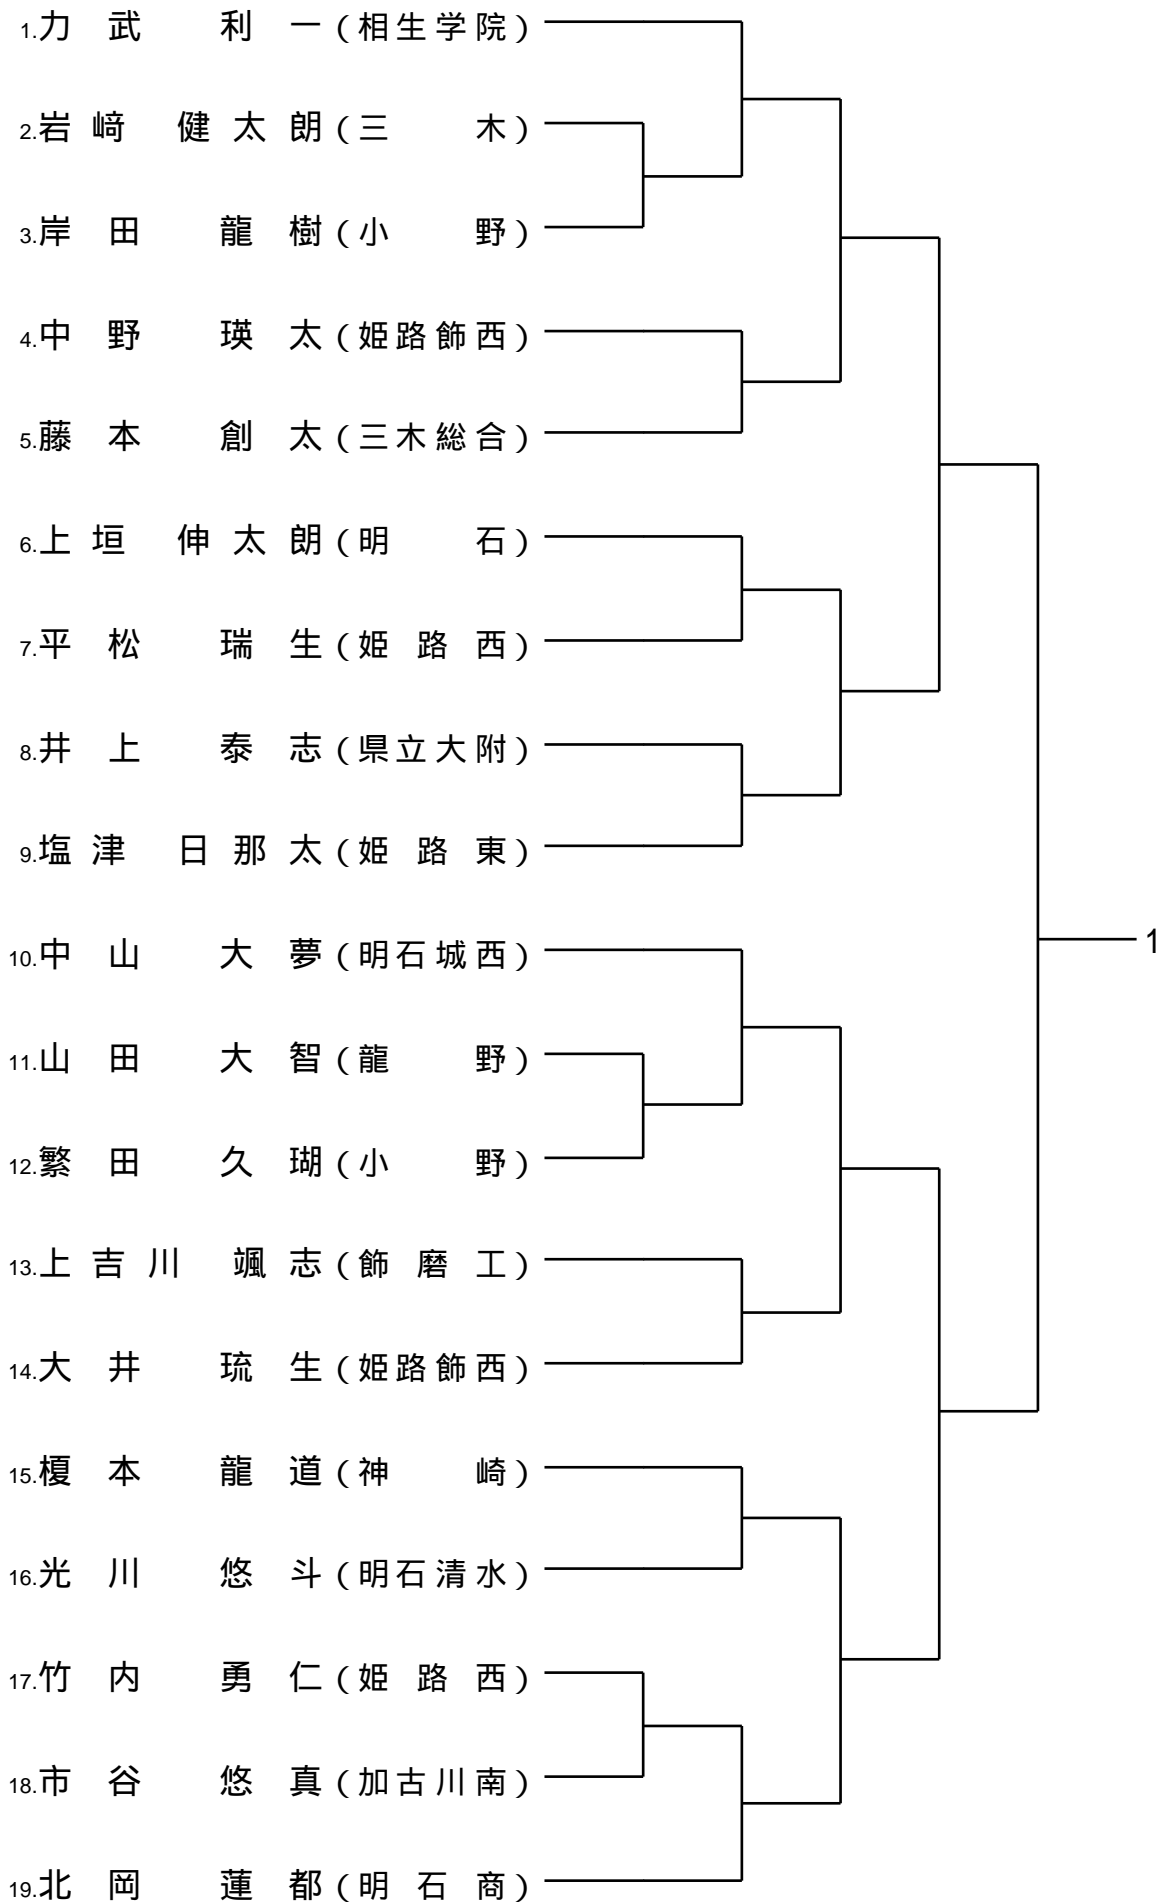 1.力武 利一(相生学院)
2.岩﨑 健太朗(三木)
3.岸田 龍樹(小野)
4.中野 瑛太(姫路飾西)
5.藤本 創太(三木総合)
6.上垣 伸太朗(明石)
7.平松 瑞生(姫路西)
8.井上 泰志(県立大附)
9.塩津 日那太(姫路東)
10.中山 大夢(明石城西)
1
11.山田 大智(龍野)
12.繁田 久瑚(小野)
13.上吉川 颯志(飾磨工)
14.大井 琉生(姫路飾西)
15.榎本 龍道(神崎)
16.光川 悠斗(明石清水)
17.竹内 勇仁(姫路西)
18.市谷 悠真(加古川南)
19.北岡 蓮都(明石商)